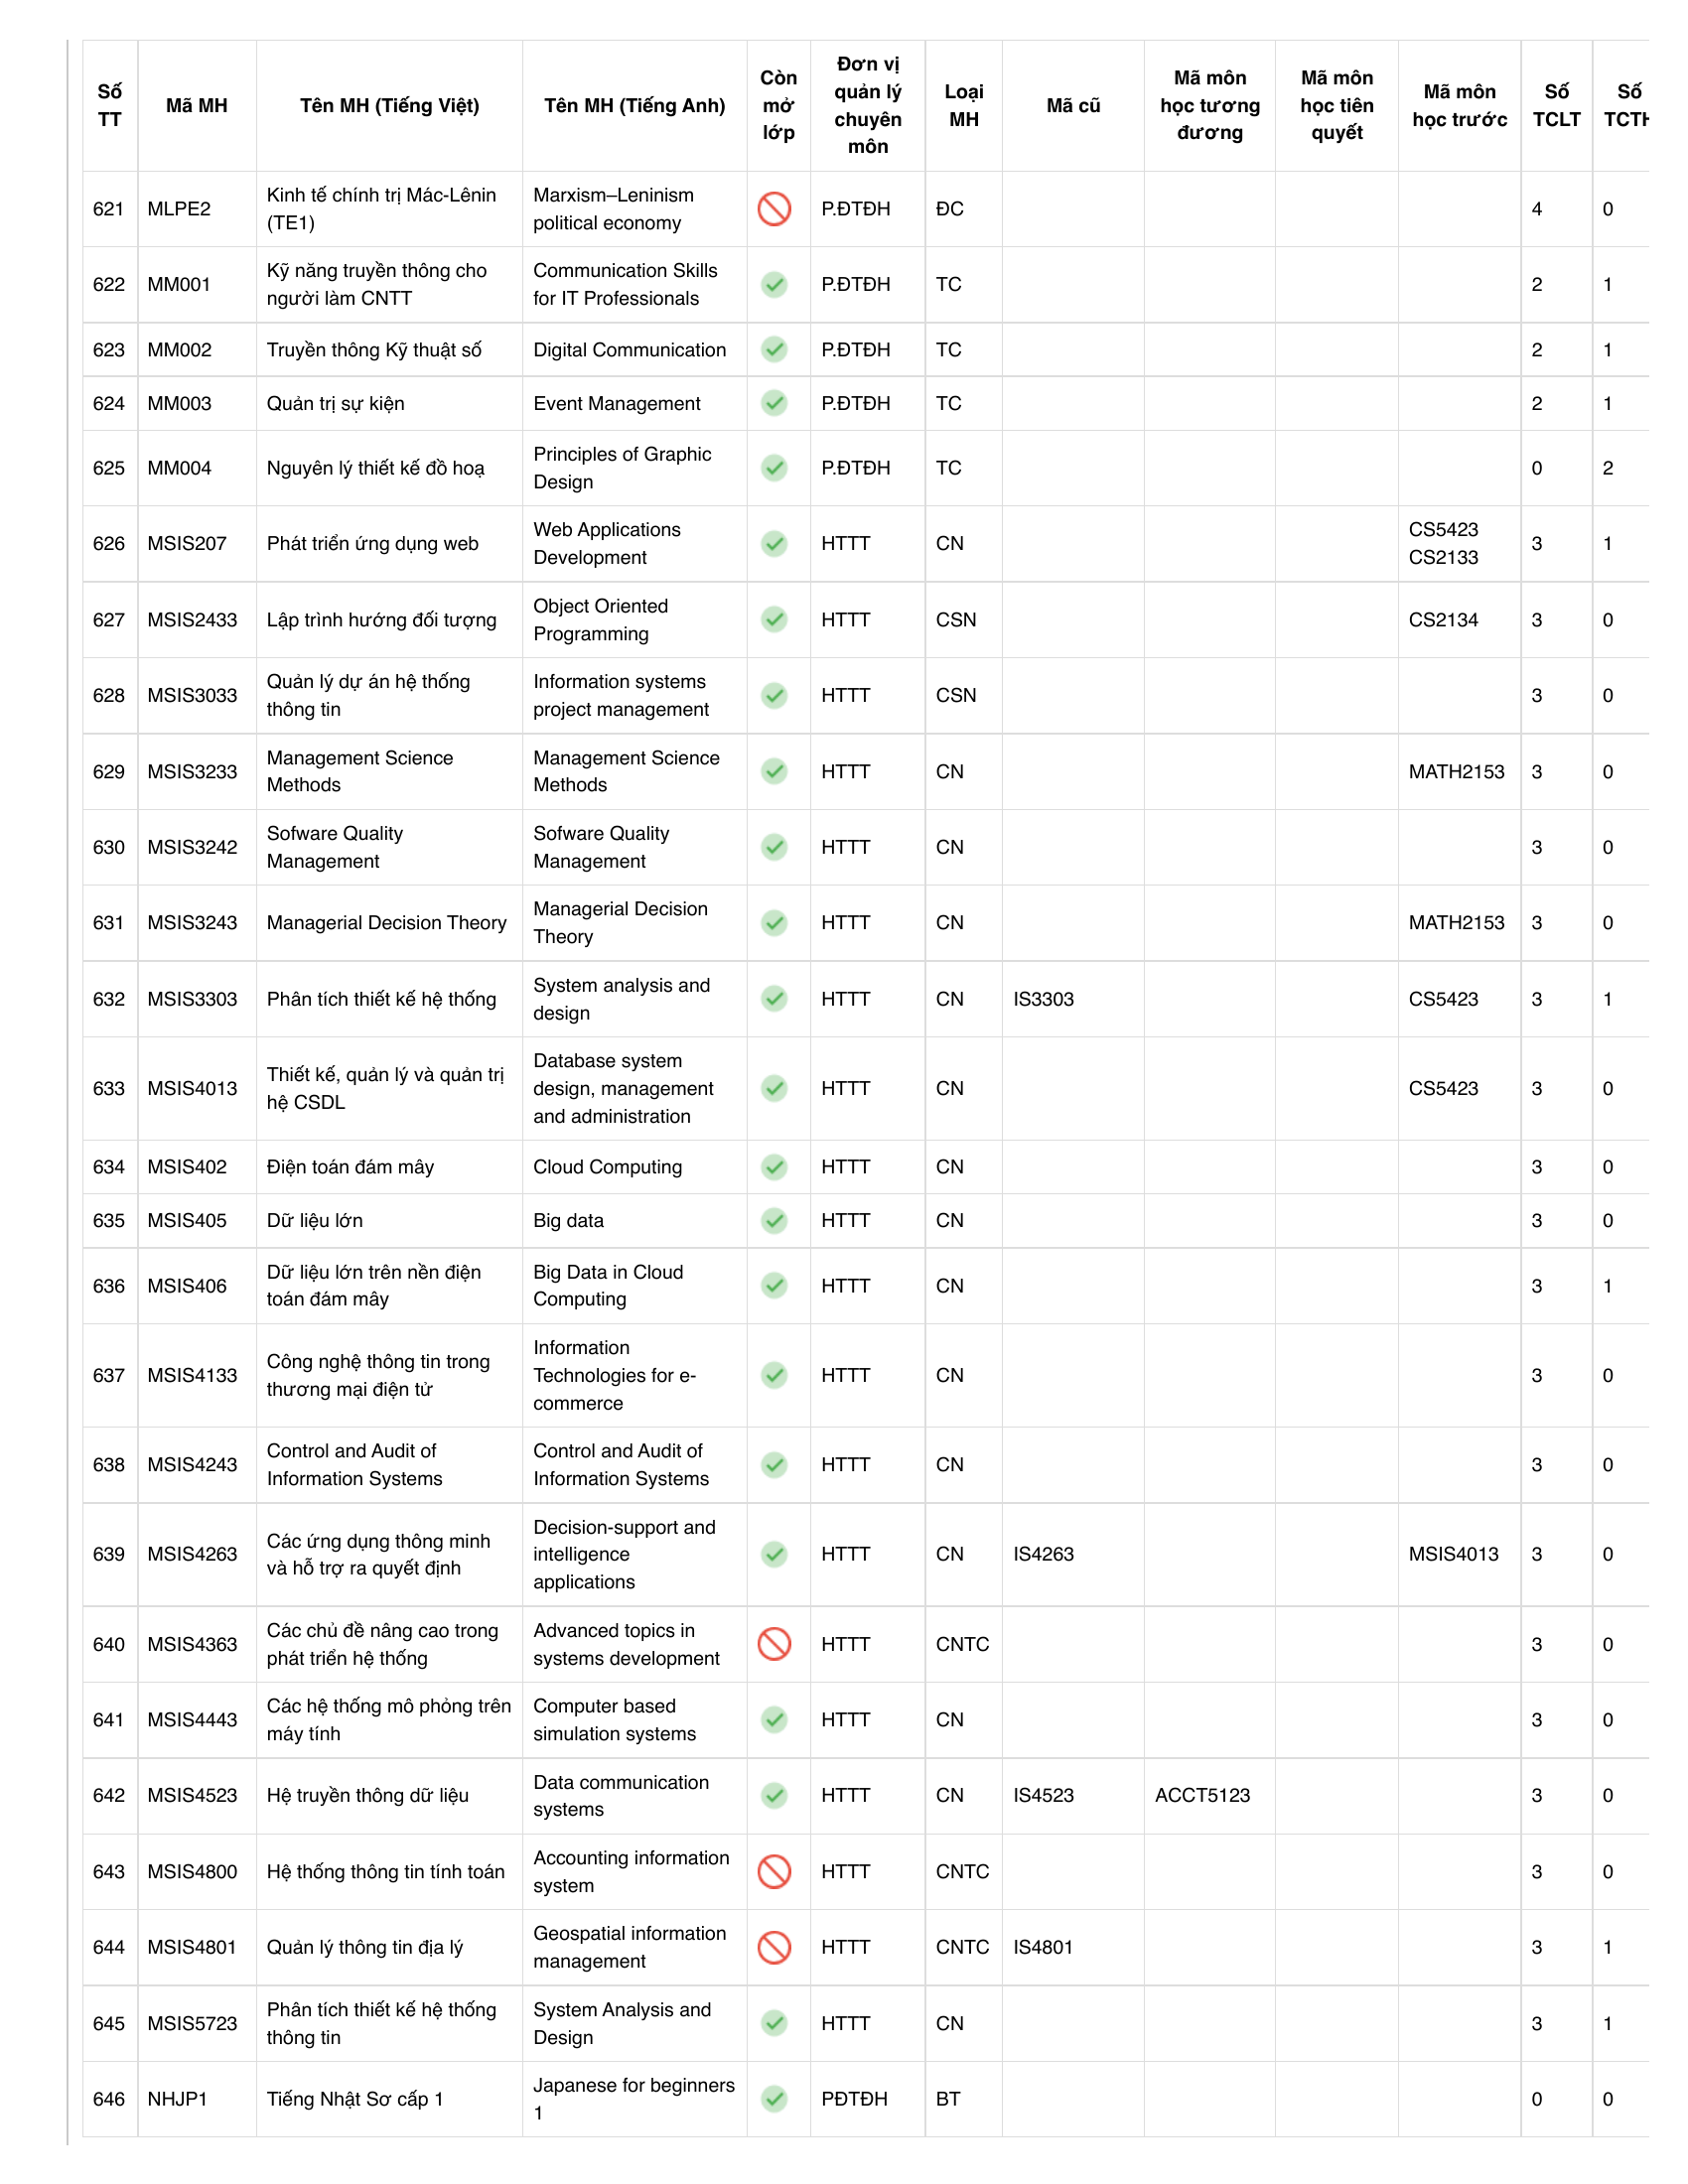 Số TT Mã MH Tên MH (Tiếng Việt) Tên MH (Tiếng Anh) Còn mở lớp Đơn vị quản lý chuyên môn Loại MH Mã cũ Mã môn học tương đương Mã môn học tiên quyết Mã môn học trước Số TCLT Số TCTH
621 MLPE2 Kinh tế chính trị Mác-Lênin (TE1) Marxism–Leninism political economy P.ĐTĐH ĐC 4 0
622 MM001 Kỹ năng truyền thông cho người làm CNTT Communication Skills for IT Professionals P.ĐTĐH TC 2 1
623 MM002 Truyền thông Kỹ thuật số Digital Communication P.ĐTĐH TC 2 1
624 MM003 Quản trị sự kiện Event Management P.ĐTĐH TC 2 1
625 MM004 Nguyên lý thiết kế đồ hoạ Principles of Graphic Design P.ĐTĐH TC 0 2
626 MSIS207 Phát triển ứng dụng web Web Applications Development HTTT CN CS5423 CS2133 3 1
627 MSIS2433 Lập trình hướng đối tượng Object Oriented Programming HTTT CSN CS2134 3 0
628 MSIS3033 Quản lý dự án hệ thống thông tin Information systems project management HTTT CSN 3 0
629 MSIS3233 Management Science Methods Management Science Methods HTTT CN MATH2153 3 0
630 MSIS3242 Sofware Quality Management Sofware Quality Management HTTT CN 3 0
631 MSIS3243 Managerial Decision Theory Managerial Decision Theory HTTT CN MATH2153 3 0
632 MSIS3303 Phân tích thiết kế hệ thống System analysis and design HTTT CN IS3303 CS5423 3 1
633 MSIS4013 Thiết kế, quản lý và quản trị hệ CSDL Database system design, management and administration HTTT CN CS5423 3 0
634 MSIS402 Điện toán đám mây Cloud Computing HTTT CN 3 0
635 MSIS405 Dữ liệu lớn Big data HTTT CN 3 0
636 MSIS406 Dữ liệu lớn trên nền điện toán đám mây Big Data in Cloud Computing HTTT CN 3 1
637 MSIS4133 Công nghệ thông tin trong thương mại điện tử Information Technologies for e-commerce HTTT CN 3 0
638 MSIS4243 Control and Audit of Information Systems Control and Audit of Information Systems HTTT CN 3 0
639 MSIS4263 Các ứng dụng thông minh và hỗ trợ ra quyết định Decision-support and intelligence applications HTTT CN IS4263 MSIS4013 3 0
640 MSIS4363 Các chủ đề nâng cao trong phát triển hệ thống Advanced topics in systems development HTTT CNTC 3 0
641 MSIS4443 Các hệ thống mô phỏng trên máy tính Computer based simulation systems HTTT CN 3 0
642 MSIS4523 Hệ truyền thông dữ liệu Data communication systems HTTT CN IS4523 ACCT5123 3 0
643 MSIS4800 Hệ thống thông tin tính toán Accounting information system HTTT CNTC 3 0
644 MSIS4801 Quản lý thông tin địa lý Geospatial information management HTTT CNTC IS4801 3 1
645 MSIS5723 Phân tích thiết kế hệ thống thông tin System Analysis and Design HTTT CN 3 1
646 NHJP1 Tiếng Nhật Sơ cấp 1 Japanese for beginners 1 PĐTĐH BT 0 0